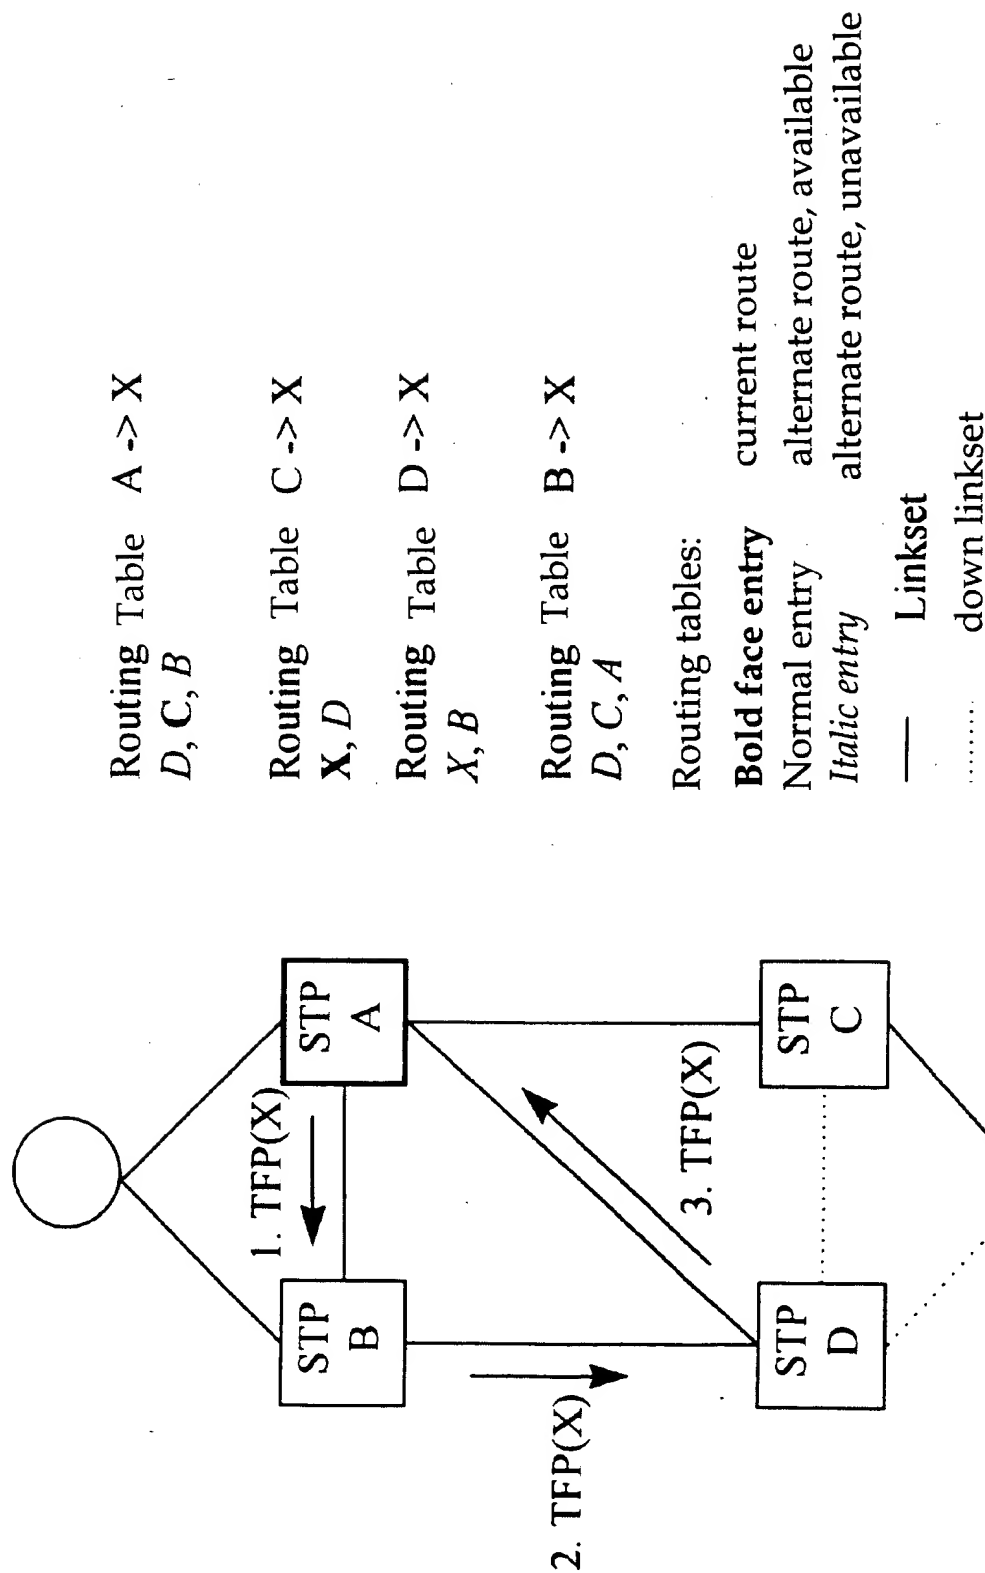 1. TFP(X)
STP
B
STP
A
2. TFP(X)
3. TFP(X)
STP
D
STP
C
Routing Table A -> X
D, C, B
Routing Table C -> X
X, D
Routing Table D -> X
X, B
Routing Table B -> X
D, C, A
Routing tables:
Bold face entry current route
Normal entry alternate route, available
Italic entry alternate route, unavailable
Linkset
down linkset